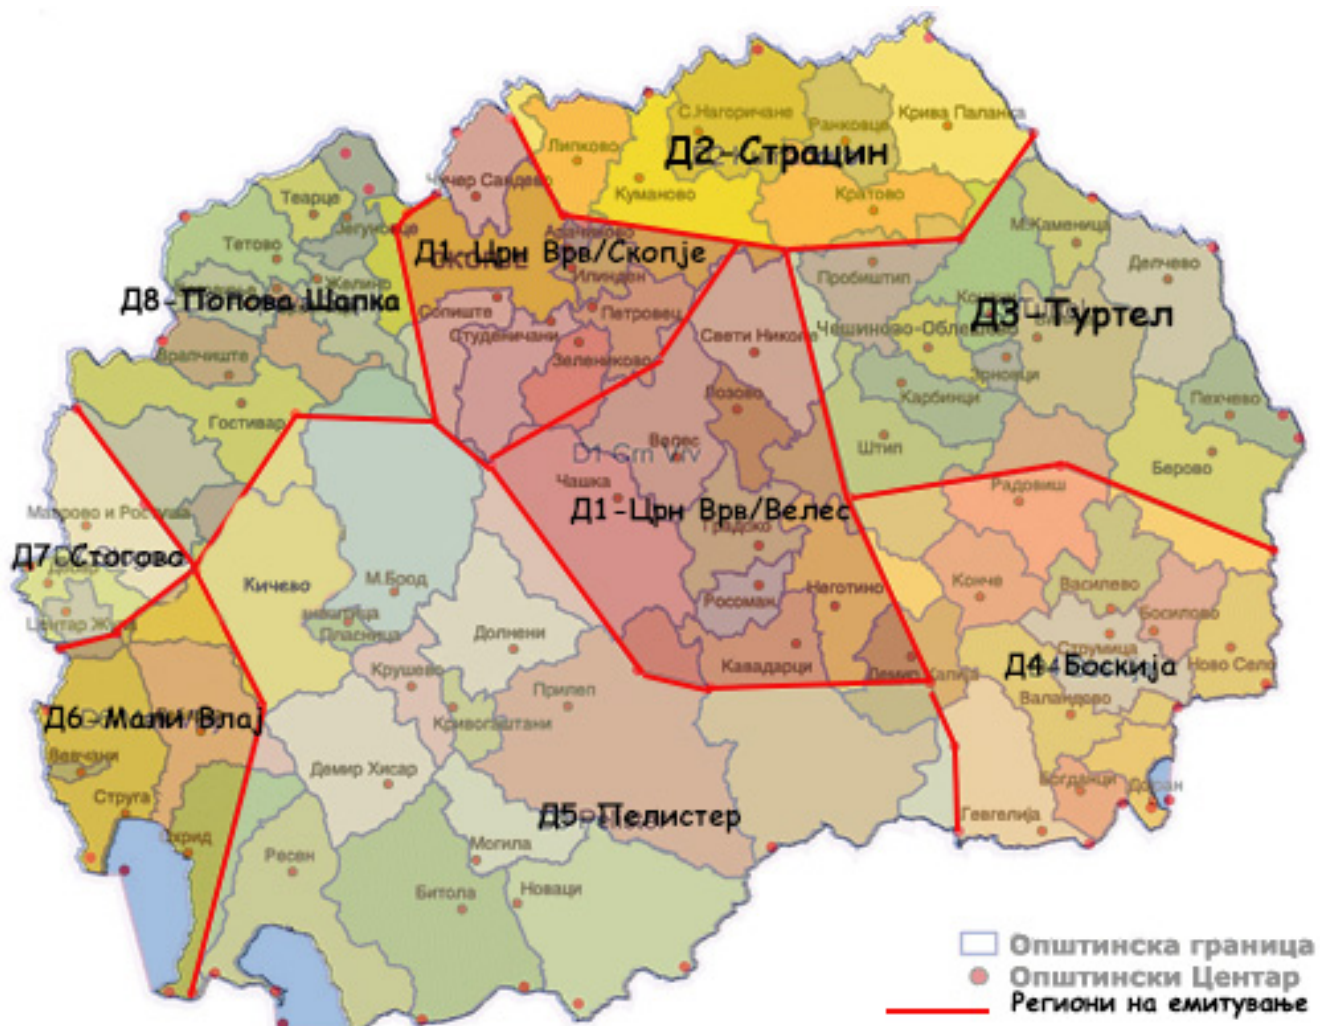 С.Нагоричане
Крива Паланка
Ранковце
Липково
Д2-Страцин
Чучер Сандево
Куманово
Кратово
Теарце
Јегуновце
М.Каменица
Тетово
Арачиново
Д1-Црн Врв/Скопје
Делчево
Илинден
Пробиштип
Желино
Д8-Попова Шапка
Сопиште
Петровец
Д3-Туртел
Студеничани
Свети Николе
Чешиново-Облешево
Зелениково
Врапчиште
Зрновци
Лозово
Карбинци
Пехчево
Гостивар
Велес
D1 Crn Vrv
Штип
Берово
Чашка
Радовиш
Маврово и Ростуша
Д1-Црн Врв/Велес
Градско
Д7-Стогово
Кичево
М.Брод
Конче
Василево
Неготино
Росоман
Босилово
Центар Жупа
Пласница
Долнени
Струмица
Крушево
Кавадарци
Демир Капија
Д4-Боскија
Ново Село
Прилеп
Валандово
Д6-Мали Влај
Кривогаштани
Вевчани
Демир Хисар
Богданци
Дојран
Струга
Д5-Пелистер
Гевгелија
Охрид
Могила
Ресен
Битола
Новаци
Општинска граница
Општински Центар
Региони на емитување